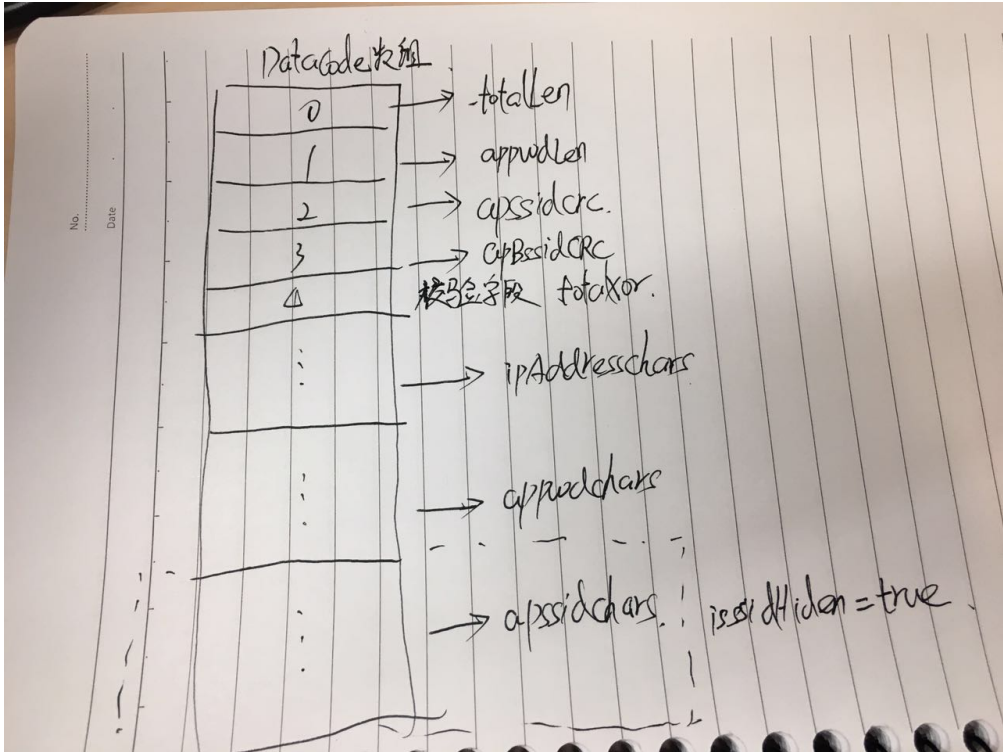 DataCode数组
0 totalLen
1 appwdLen
2 apssidcrc.
3 apBssidCRC
4 校验字段 totalXor.
⋮ ipAddresschars
⋮ appwdchars
⋮ apssidchars. isssidHiden=true
No.
Date